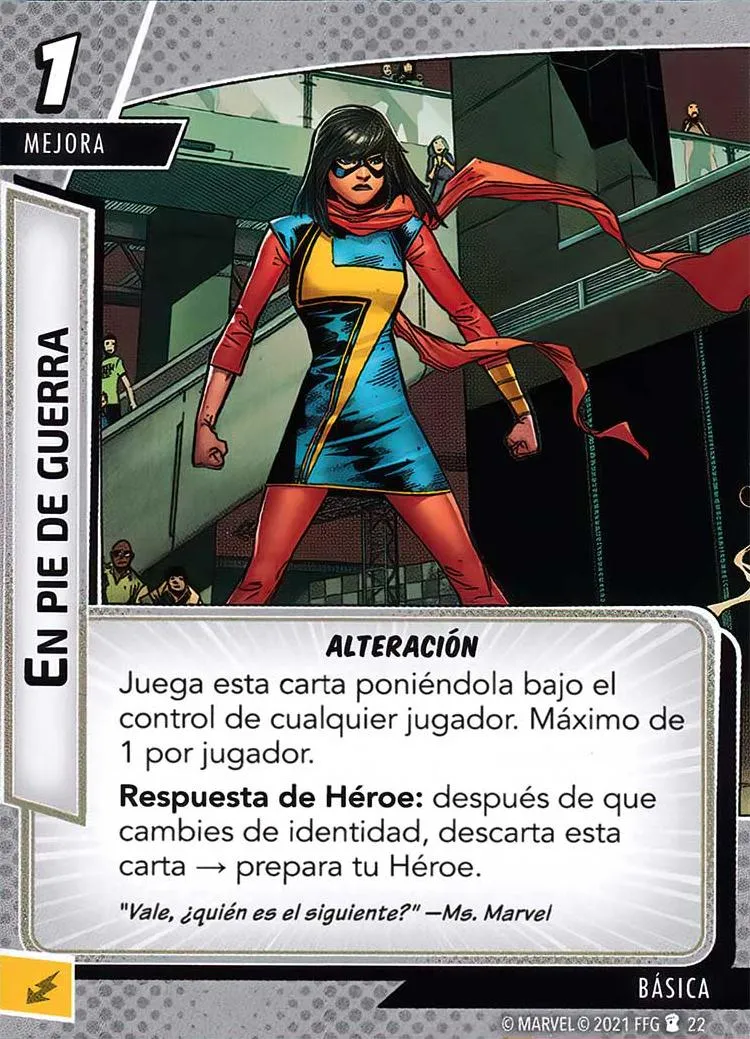 1
MEJORA
EN PIE DE GUERRA
ALTERACIÓN
Juega esta carta poniéndola bajo el
control de cualquier jugador. Máximo de
1 por jugador.
Respuesta de Héroe: después de que
cambies de identidad, descarta esta
carta → prepara tu Héroe.
"Vale, ¿quién es el siguiente?" —Ms. Marvel
BÁSICA
© MARVEL © 2021 FFG 22